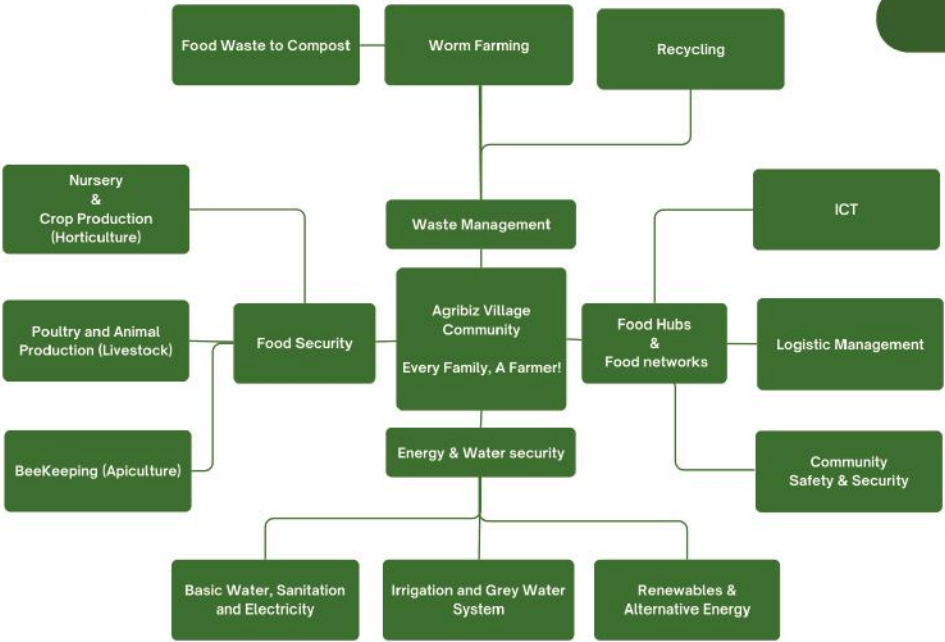 Food Waste to Compost
Worm Farming
Recycling
Nursery
&
Crop Production
(Horticulture)
Waste Management
ICT
Poultry and Animal
Production (Livestock)
Food Security
Agribiz Village
Community
Every Family, A Farmer!
Food Hubs
&
Food networks
Logistic Management
BeeKeeping (Apiculture)
Energy & Water security
Community
Safety & Security
Basic Water, Sanitation
and Electricity
Irrigation and Grey Water
System
Renewables &
Alternative Energy